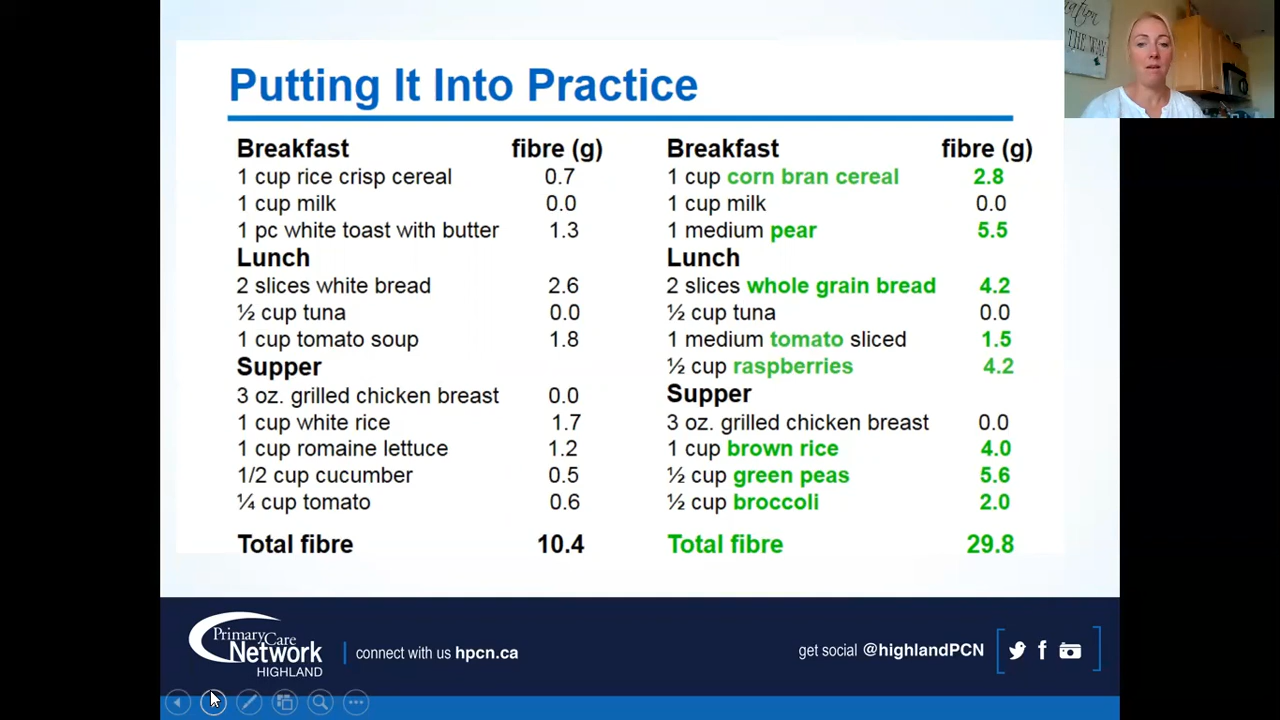 Putting It Into Practice
Breakfast fibre (g)
1 cup rice crisp cereal 0.7
1 cup milk 0.0
1 pc white toast with butter 1.3
Lunch
2 slices white bread 2.6
½ cup tuna 0.0
1 cup tomato soup 1.8
Supper
3 oz. grilled chicken breast 0.0
1 cup white rice 1.7
1 cup romaine lettuce 1.2
1/2 cup cucumber 0.5
¼ cup tomato 0.6
Total fibre 10.4
Breakfast fibre (g)
1 cup corn bran cereal 2.8
1 cup milk 0.0
1 medium pear 5.5
Lunch
2 slices whole grain bread 4.2
½ cup tuna 0.0
1 medium tomato sliced 1.5
½ cup raspberries 4.2
Supper
3 oz. grilled chicken breast 0.0
1 cup brown rice 4.0
½ cup green peas 5.6
½ cup broccoli 2.0
Total fibre 29.8
THE WAY
PrimaryCare
Network
HIGHLAND
connect with us hpcn.ca
get social @highlandPCN